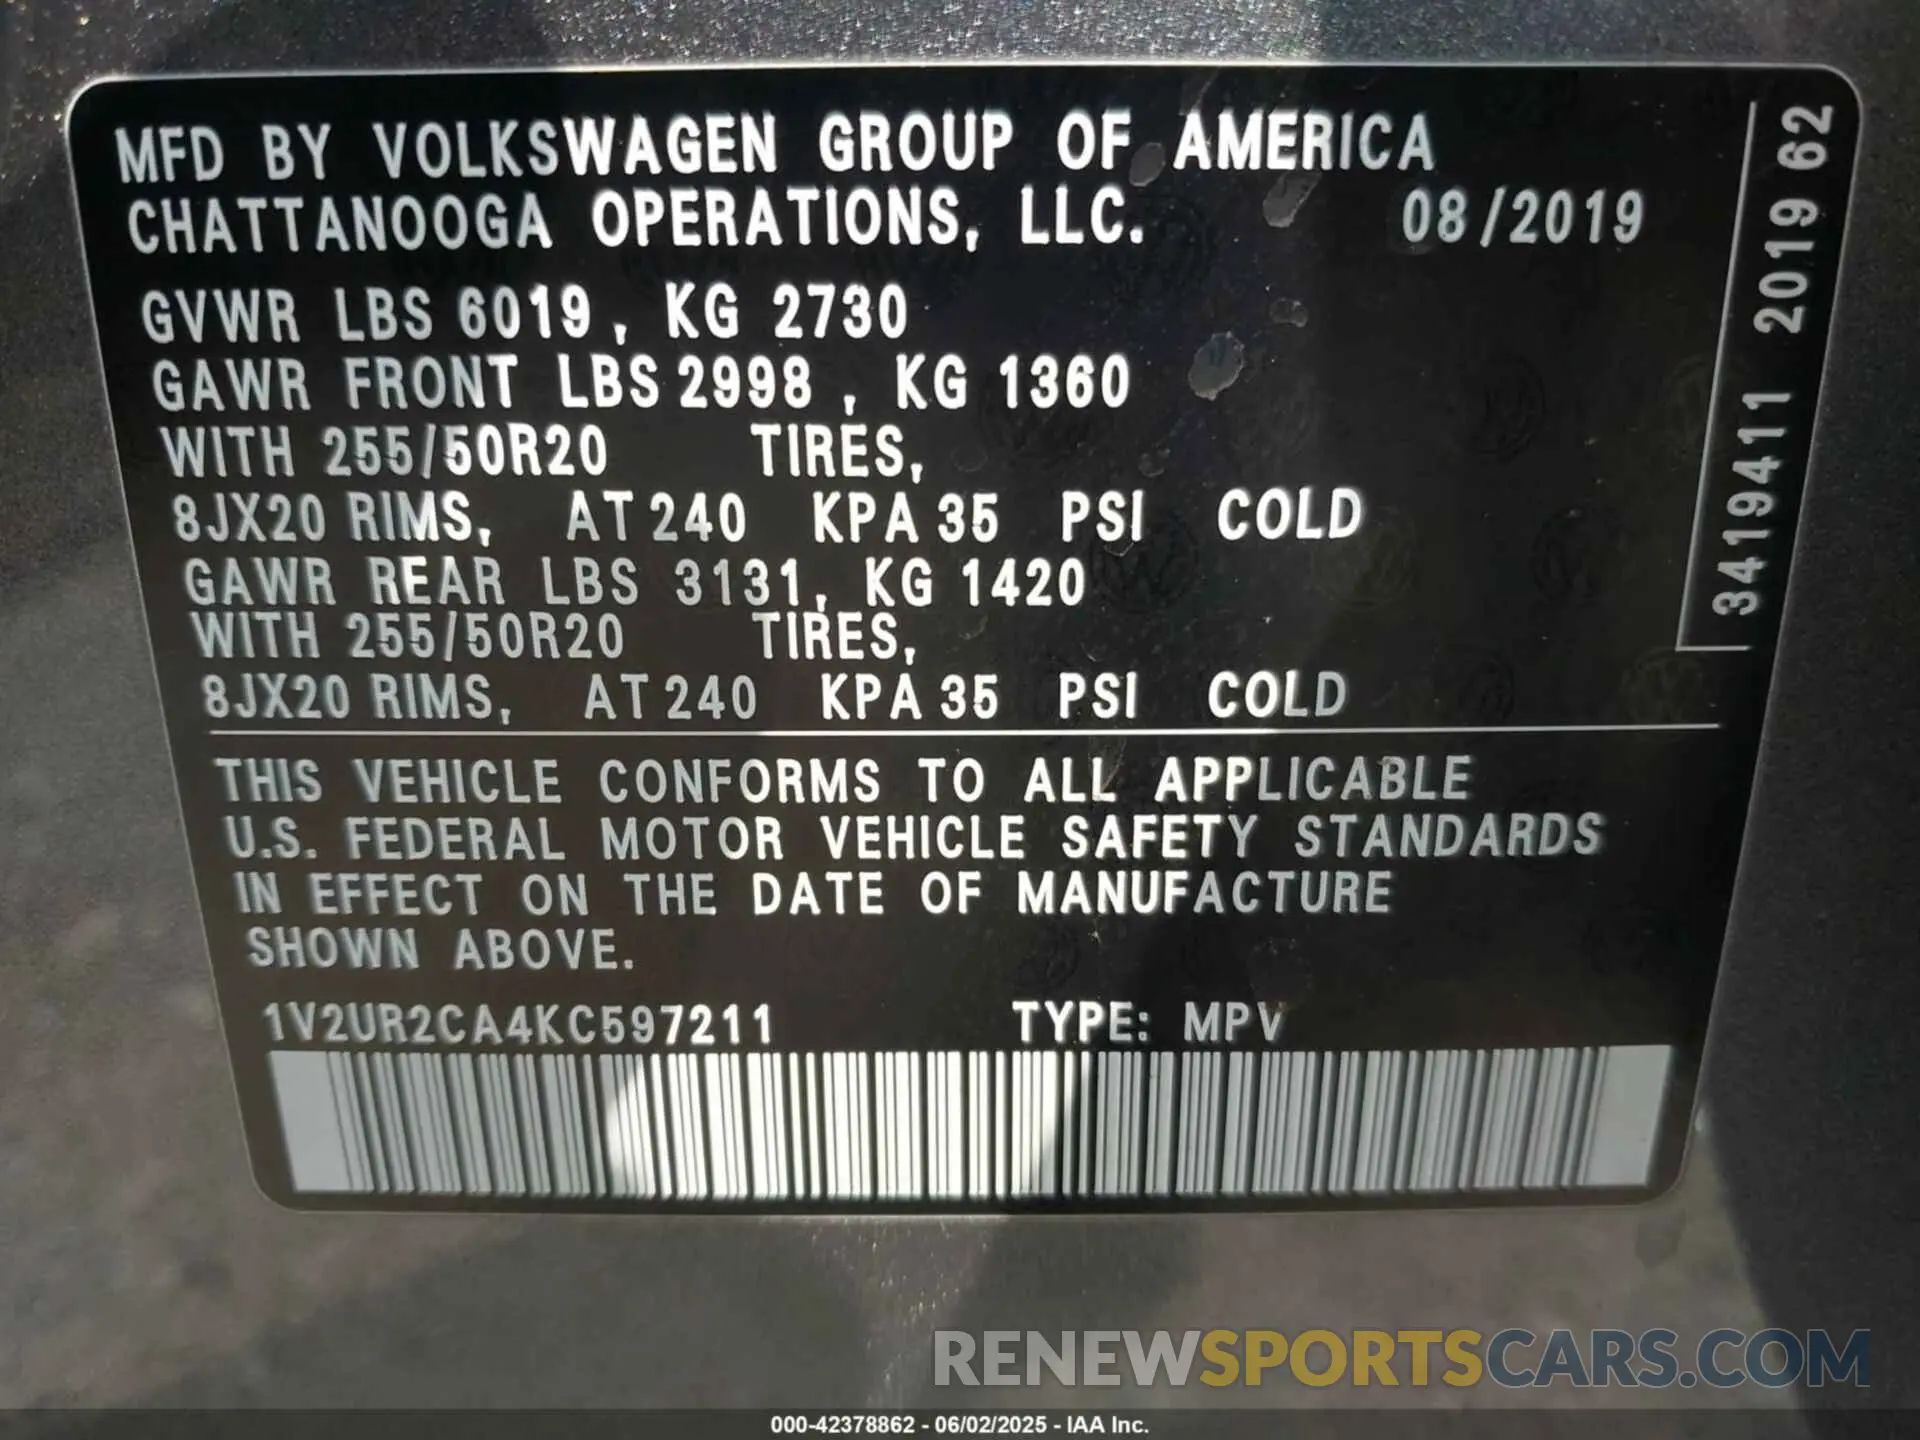 MFD BY VOLKSWAGEN GROUP OF AMERICA
CHATTANOOGA OPERATIONS, LLC. 08/2019
GVWR LBS 6019, KG 2730
GAWR FRONT LBS 2998, KG 1360
WITH 255/50R20 TIRES,
8JX20 RIMS, AT 240 KPA 35 PSI COLD
GAWR REAR LBS 3131, KG 1420
WITH 255/50R20 TIRES,
8JX20 RIMS, AT 240 KPA 35 PSI COLD
3419411 2019 62
THIS VEHICLE CONFORMS TO ALL APPLICABLE
U.S. FEDERAL MOTOR VEHICLE SAFETY STANDARDS
IN EFFECT ON THE DATE OF MANUFACTURE
SHOWN ABOVE.
1V2UR2CA4KC597211 TYPE: MPV
RENEWSPORTSCARS.COM
000-42378862 - 06/02/2025 - IAA Inc.